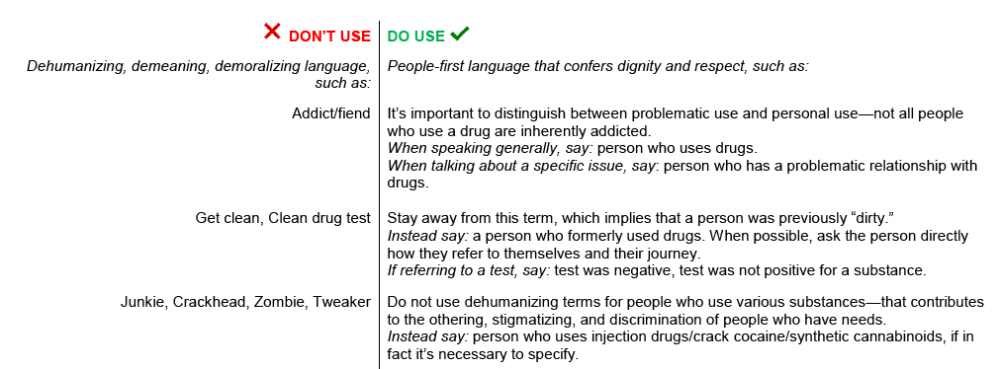 DON'T USE
DO USE
Dehumanizing, demeaning, demoralizing language,
such as:
People-first language that confers dignity and respect, such as:
Addict/fiend
It's important to distinguish between problematic use and personal use—not all people
who use a drug are inherently addicted.
When speaking generally, say: person who uses drugs.
When talking about a specific issue, say: person who has a problematic relationship with
drugs.
Get clean, Clean drug test
Stay away from this term, which implies that a person was previously “dirty.”
Instead say: a person who formerly used drugs. When possible, ask the person directly
how they refer to themselves and their journey.
If referring to a test, say: test was negative, test was not positive for a substance.
Junkie, Crackhead, Zombie, Tweaker
Do not use dehumanizing terms for people who use various substances—that contributes
to the othering, stigmatizing, and discrimination of people who have needs.
Instead say: person who uses injection drugs/crack cocaine/synthetic cannabinoids, if in
fact it's necessary to specify.